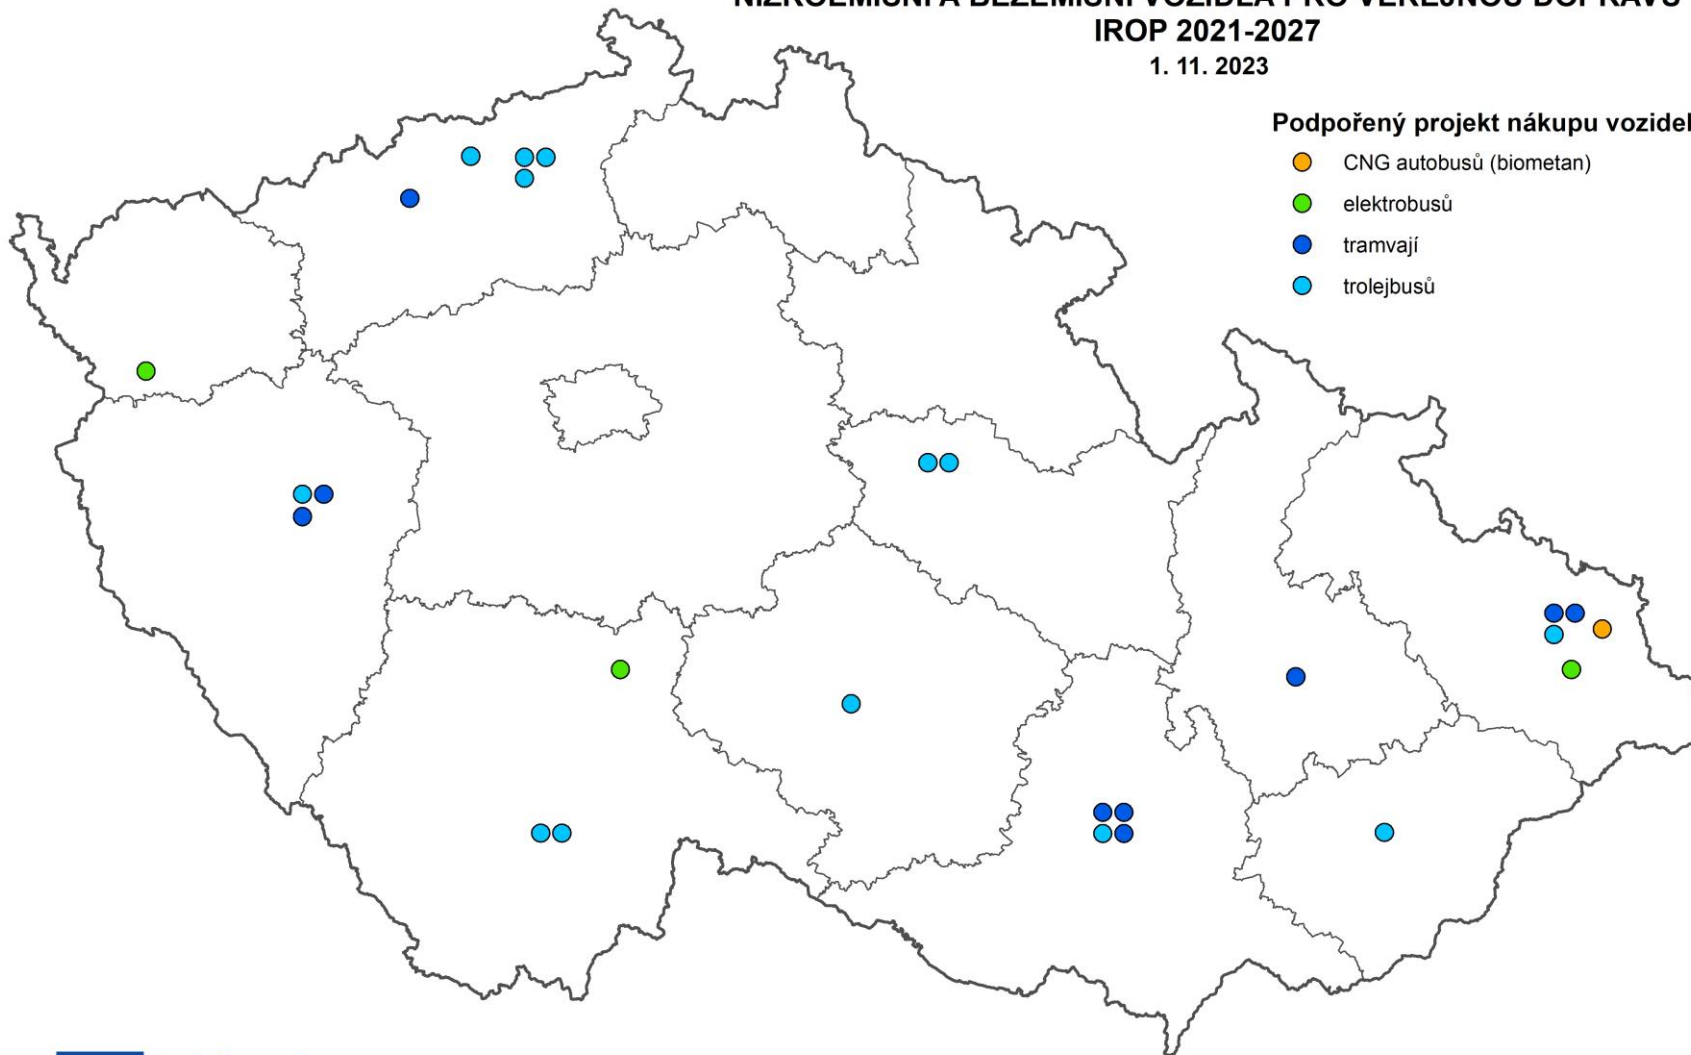 IROP 2021-2027
1. 11. 2023
Podpořený projekt nákupu vozidel
CNG autobusů (biometan)
elektrobusů
tramvají
trolejbusů